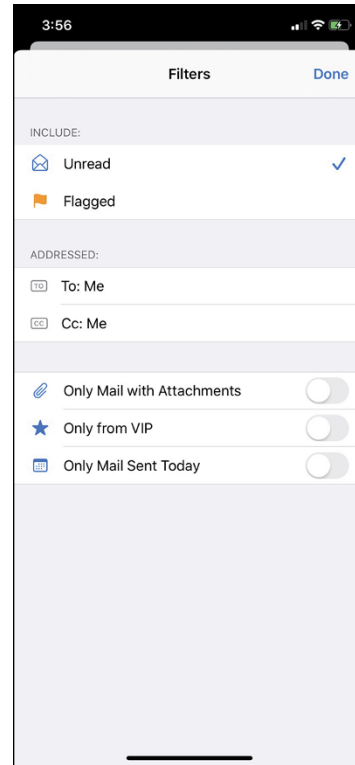 3:56
Filters
Done
INCLUDE:
Unread
Flagged
ADDRESSED:
TO To: Me
CC Cc: Me
Only Mail with Attachments
Only from VIP
Only Mail Sent Today